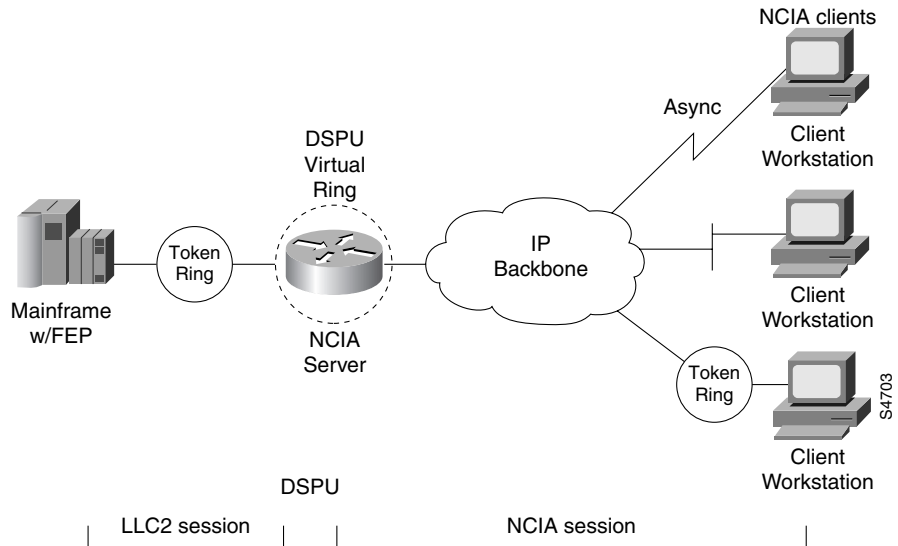 NCIA clients
Async
Client
Workstation
DSPU
Virtual
Ring
Token
Ring
IP
Backbone
Mainframe
w/FEP
NCIA
Server
Client
Workstation
Token
Ring
S4703
Client
Workstation
DSPU
LLC2 session
NCIA session